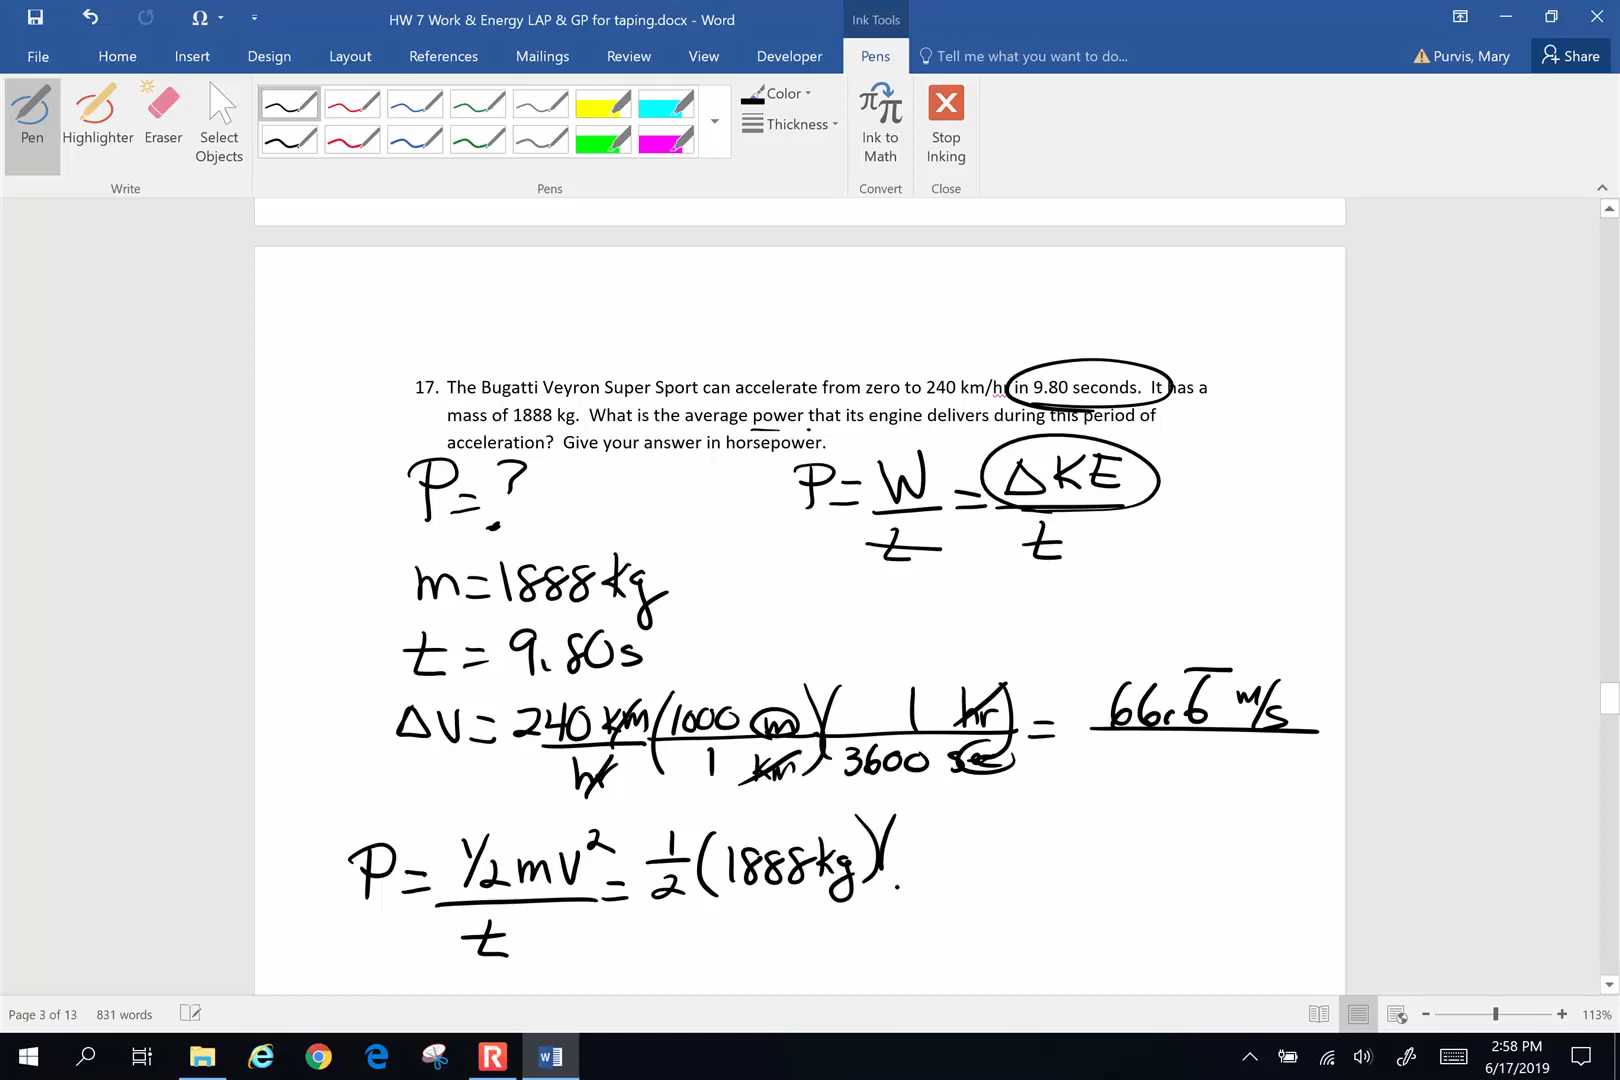 HW 7 Work & Energy LAP & GP for taping.docx - Word
Ink Tools
File Home Insert Design Layout References Mailings Review View Developer Pens Tell me what you want to do... Purvis, Mary Share
Pen Highlighter Eraser Select Objects
Color
Thickness
Ink to Math
Stop Inking
Write Pens Convert Close
17. The Bugatti Veyron Super Sport can accelerate from zero to 240 km/hr in 9.80 seconds. It has a
mass of 1888 kg. What is the average power that its engine delivers during this period of
acceleration? Give your answer in horsepower.
P = ?
P = W/t = ΔKE/t
m = 1888 kg
t = 9.80 s
ΔV = 240 km/hr (1000 m / 1 km)(1 hr / 3600 sec) = 66.6̅ m/s
P = ½ mv² / t = 1/2 (1888 kg)(
Page 3 of 13 831 words 113%
2:58 PM
6/17/2019